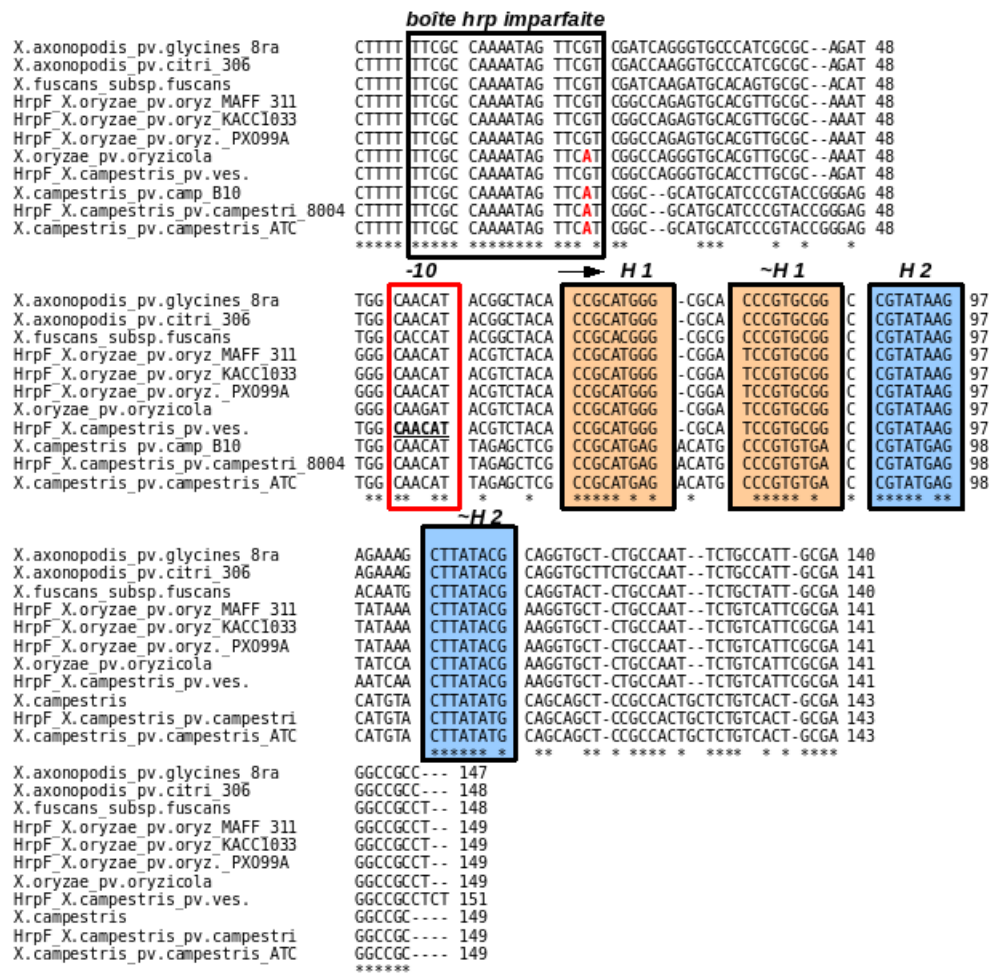 boîte hrp imparfaite
X.axonopodis_pv.glycines_8ra CTTTT TTCGC CAAAATAG TTCGT CGATCAGGGTGCCCATCGCGC--AGAT 48
X.axonopodis_pv.citri_306 CTTTT TTCGC CAAAATAG TTCGT CGACCAAGGTGCCCATCGCGC--AGAT 48
X.fuscans_subsp.fuscans CTTTT TTCGC CAAAATAG TTCGT CGATCAAGATGCACAGTGCGC--ACAT 48
HrpF_X.oryzae_pv.oryz_MAFF_311 CTTTT TTCGC CAAAATAG TTCGT CGGCCAGAGTGCACGTTGCGC--AAAT 48
HrpF_X.oryzae_pv.oryz_KACC1033 CTTTT TTCGC CAAAATAG TTCGT CGGCCAGAGTGCACGTTGCGC--AAAT 48
HrpF_X.oryzae_pv.oryz._PXO99A CTTTT TTCGC CAAAATAG TTCGT CGGCCAGAGTGCACGTTGCGC--AAAT 48
X.oryzae_pv.oryzicola CTTTT TTCGC CAAAATAG TTCAT CGGCCAGGGTGCACGTTGCGC--AAAT 48
HrpF_X.campestris_pv.ves. CTTTT TTCGC CAAAATAG TTCGT CGGCCAGGGTGCACCTTGCGC--AAAT 48
X.campestris_pv.camp_B10 CTTTT TTCGC CAAAATAG TTCAT CGGC--GCATGCATCCCGTACCGGGAG 48
HrpF_X.campestris_pv.campestri_8004 CTTTT TTCGC CAAAATAG TTCAT CGGC--GCATGCATCCCGTACCGGGAG 48
X.campestris_pv.campestris_ATC CTTTT TTCGC CAAAATAG TTCAT CGGC--GCATGCATCCCGTACCGGGAG 48
***** ***** ******** *** * ** *** * * *
-10 H 1 ~H 1 H 2
X.axonopodis_pv.glycines_8ra TGG CAACAT ACGGCTACA CCGCATGGG -CGCA CCCGTGCGG C CGTATAAG 97
X.axonopodis_pv.citri_306 TGG CAACAT ACGGCTACA CCGCATGGG -CGCA CCCGTGCGG C CGTATAAG 97
X.fuscans_subsp.fuscans TGG CACCAT ACGGCTACA CCGCACGGG -CGCG CCCGTGCGG C CGTATAAG 97
HrpF_X.oryzae_pv.oryz_MAFF_311 GGG CAACAT ACGTCTACA CCGCATGGG -CGGA TCCGTGCGG C CGTATAAG 97
HrpF_X.oryzae_pv.oryz_KACC1033 GGG CAACAT ACGTCTACA CCGCATGGG -CGGA TCCGTGCGG C CGTATAAG 97
HrpF_X.oryzae_pv.oryz._PXO99A GGG CAACAT ACGTCTACA CCGCATGGG -CGGA TCCGTGCGG C CGTATAAG 97
X.oryzae_pv.oryzicola GGG CAAGAT ACGTCTACA CCGCATGGG -CGGA TCCGTGCGG C CGTATAAG 97
HrpF_X.campestris_pv.ves. TGG CAACAT ACGTCTACA CCGCATGGG -CGGA TCCGTGCGG C CGTATAAG 97
X.campestris_pv.camp_B10 TGG CAACAT TAGAGCTCG CCGCATGAG ACATG CCCGTGTGA C CGTATGAG 98
HrpF_X.campestris_pv.campestri_8004 TGG CAACAT TAGAGCTCG CCGCATGAG ACATG CCCGTGTGA C CGTATGAG 98
X.campestris_pv.campestris_ATC TGG CAACAT TAGAGCTCG CCGCATGAG ACATG CCCGTGTGA C CGTATGAG 98
** ** ** * * ***** * * * ***** * * ***** **
~H 2
X.axonopodis_pv.glycines_8ra AGAAAG CTTATACG CAGGTGCT-CTGCCAAT--TCTGCCATT-GCGA 140
X.axonopodis_pv.citri_306 AGAAAG CTTATACG CAGGTGCTTCTGCCAAT--TCTGCCATT-GCGA 141
X.fuscans_subsp.fuscans ACAATG CTTATACG CAGGTACT-CTGCCAAT--TCTGCTATT-GCGA 140
HrpF_X.oryzae_pv.oryz_MAFF_311 TATAAA CTTATACG AAGGTGCT-CTGCCAAT--TCTGTCATTCGCGA 141
HrpF_X.oryzae_pv.oryz_KACC1033 TATAAA CTTATACG AAGGTGCT-CTGCCAAT--TCTGTCATTCGCGA 141
HrpF_X.oryzae_pv.oryz._PXO99A TATAAA CTTATACG AAGGTGCT-CTGCCAAT--TCTGTCATTCGCGA 141
X.oryzae_pv.oryzicola TATCCA CTTATACG AAGGTGCT-CTGCCAAT--TCTGTCATTCGCGA 141
HrpF_X.campestris_pv.ves. AATCAA CTTATACG AAGGTGCT-CTGCCAAT--TCTGTCATTCGCGA 141
X.campestris CATGTA CTTATATG CAGCAGCT-CCGCCACTGCTCTGTCACT-GCGA 143
HrpF_X.campestris_pv.campestri CATGTA CTTATATG CAGCAGCT-CCGCCACTGCTCTGTCACT-GCGA 143
X.campestris_pv.campestris_ATC CATGTA CTTATATG CAGCAGCT-CCGCCACTGCTCTGTCACT-GCGA 143
****** * ** ** * **** * **** * * ****
X.axonopodis_pv.glycines_8ra GGCCGCC--- 147
X.axonopodis_pv.citri_306 GGCCGCC--- 148
X.fuscans_subsp.fuscans GGCCGCCT-- 148
HrpF_X.oryzae_pv.oryz_MAFF_311 GGCCGCCT-- 149
HrpF_X.oryzae_pv.oryz_KACC1033 GGCCGCCT-- 149
HrpF_X.oryzae_pv.oryz._PXO99A GGCCGCCT-- 149
X.oryzae_pv.oryzicola GGCCGCCT-- 149
HrpF_X.campestris_pv.ves. GGCCGCCTCT 151
X.campestris GGCCGC---- 149
HrpF_X.campestris_pv.campestri GGCCGC---- 149
X.campestris_pv.campestris_ATC GGCCGC---- 149
******